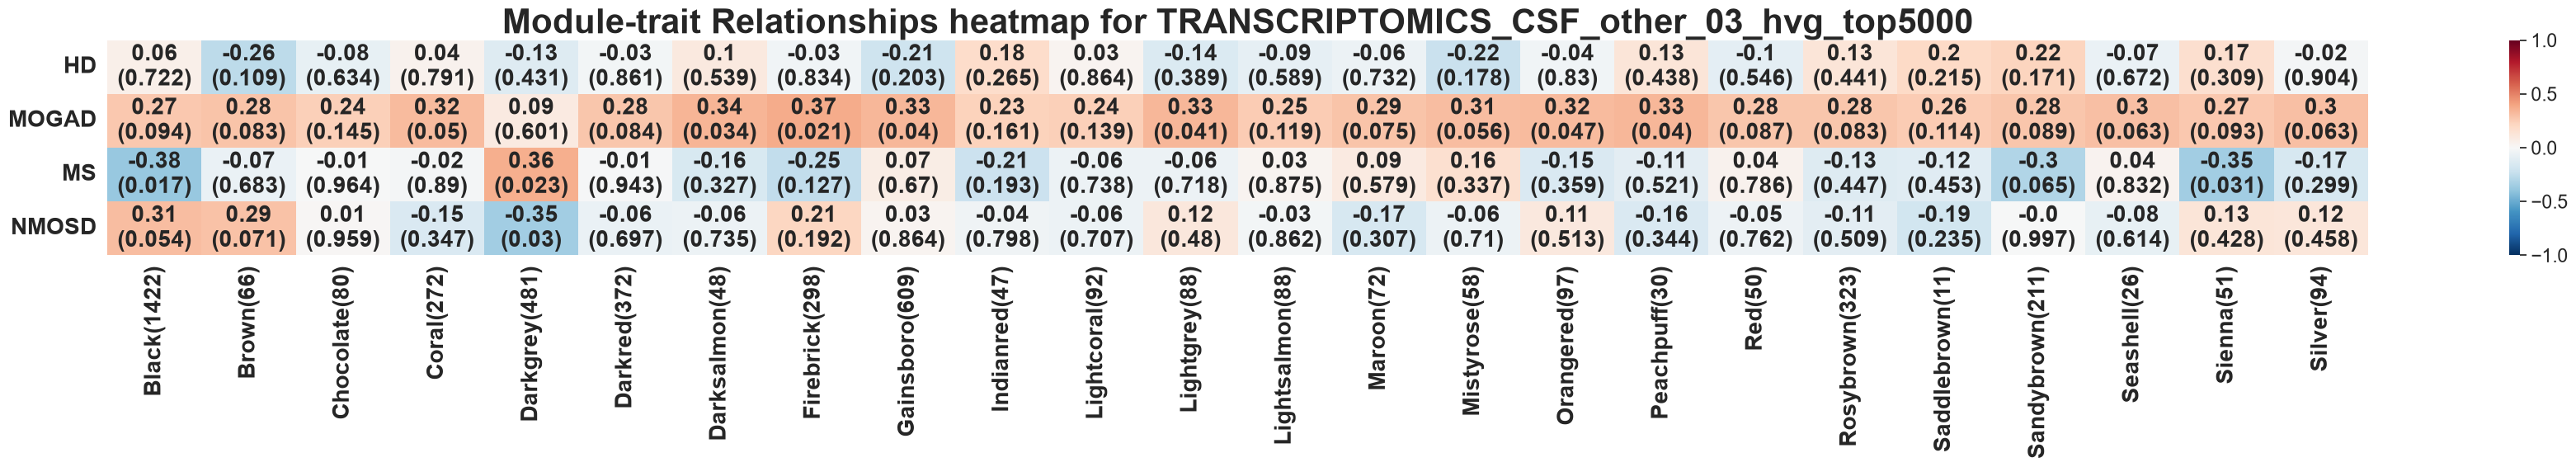 Module-trait Relationships heatmap for TRANSCRIPTOMICS_CSF_other_03_hvg_top5000
HD 0.06 -0.26 -0.08 0.04 -0.13 -0.03 0.1 -0.03 -0.21 0.18 0.03 -0.14 -0.09 -0.06 -0.22 -0.04 0.13 -0.1 0.13 0.2 0.22 -0.07 0.17 -0.02
(0.722) (0.109) (0.634) (0.791) (0.431) (0.861) (0.539) (0.834) (0.203) (0.265) (0.864) (0.389) (0.589) (0.732) (0.178) (0.83) (0.438) (0.546) (0.441) (0.215) (0.171) (0.672) (0.309) (0.904)
MOGAD 0.27 0.28 0.24 0.32 0.09 0.28 0.34 0.37 0.33 0.23 0.24 0.33 0.25 0.29 0.31 0.32 0.33 0.28 0.28 0.26 0.28 0.3 0.27 0.3
(0.094) (0.083) (0.145) (0.05) (0.601) (0.084) (0.034) (0.021) (0.04) (0.161) (0.139) (0.041) (0.119) (0.075) (0.056) (0.047) (0.04) (0.087) (0.083) (0.114) (0.089) (0.063) (0.093) (0.063)
MS -0.38 -0.07 -0.01 -0.02 0.36 -0.01 -0.16 -0.25 0.07 -0.21 -0.06 -0.06 0.03 0.09 0.16 -0.15 -0.11 0.04 -0.13 -0.12 -0.3 0.04 -0.35 -0.17
(0.017) (0.683) (0.964) (0.89) (0.023) (0.943) (0.327) (0.127) (0.67) (0.193) (0.738) (0.718) (0.875) (0.579) (0.337) (0.359) (0.521) (0.786) (0.447) (0.453) (0.065) (0.832) (0.031) (0.299)
NMOSD 0.31 0.29 0.01 -0.15 -0.35 -0.06 -0.06 0.21 0.03 -0.04 -0.06 0.12 -0.03 -0.17 -0.06 0.11 -0.16 -0.05 -0.11 -0.19 -0.0 -0.08 0.13 0.12
(0.054) (0.071) (0.959) (0.347) (0.03) (0.697) (0.735) (0.192) (0.864) (0.798) (0.707) (0.48) (0.862) (0.307) (0.71) (0.513) (0.344) (0.762) (0.509) (0.235) (0.997) (0.614) (0.428) (0.458)
Black(1422)
Brown(66)
Chocolate(80)
Coral(272)
Darkgrey(481)
Darkred(372)
Darksalmon(48)
Firebrick(298)
Gainsboro(609)
Indianred(47)
Lightcoral(92)
Lightgrey(88)
Lightsalmon(88)
Maroon(72)
Mistyrose(58)
Orangered(97)
Peachpuff(30)
Red(50)
Rosybrown(323)
Saddlebrown(11)
Sandybrown(211)
Seashell(26)
Sienna(51)
Silver(94)
1.0
0.5
0.0
−0.5
−1.0